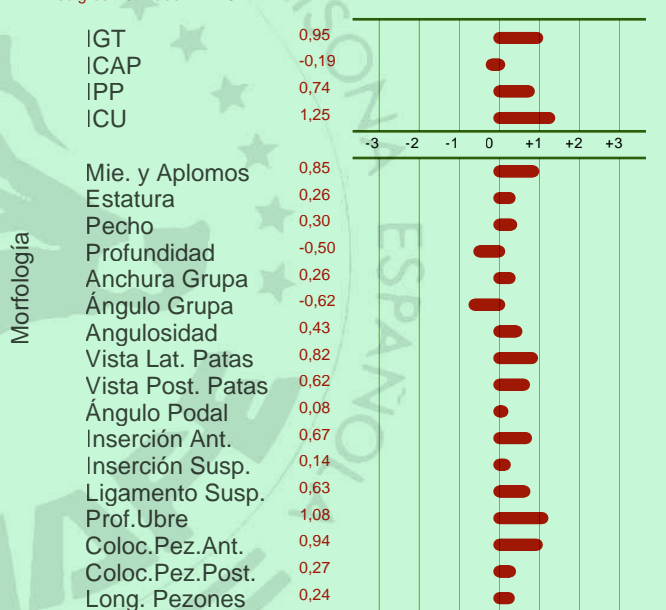 IGT 0,95
ICAP -0,19
IPP 0,74
ICU 1,25
-3 -2 -1 0 +1 +2 +3
Morfología
Mie. y Aplomos 0,85
Estatura 0,26
Pecho 0,30
Profundidad -0,50
Anchura Grupa 0,26
Ángulo Grupa -0,62
Angulosidad 0,43
Vista Lat. Patas 0,82
Vista Post. Patas 0,62
Ángulo Podal 0,08
Inserción Ant. 0,67
Inserción Susp. 0,14
Ligamento Susp. 0,63
Prof.Ubre 1,08
Coloc.Pez.Ant. 0,94
Coloc.Pez.Post. 0,27
Long. Pezones 0,24
ESPAÑOLA